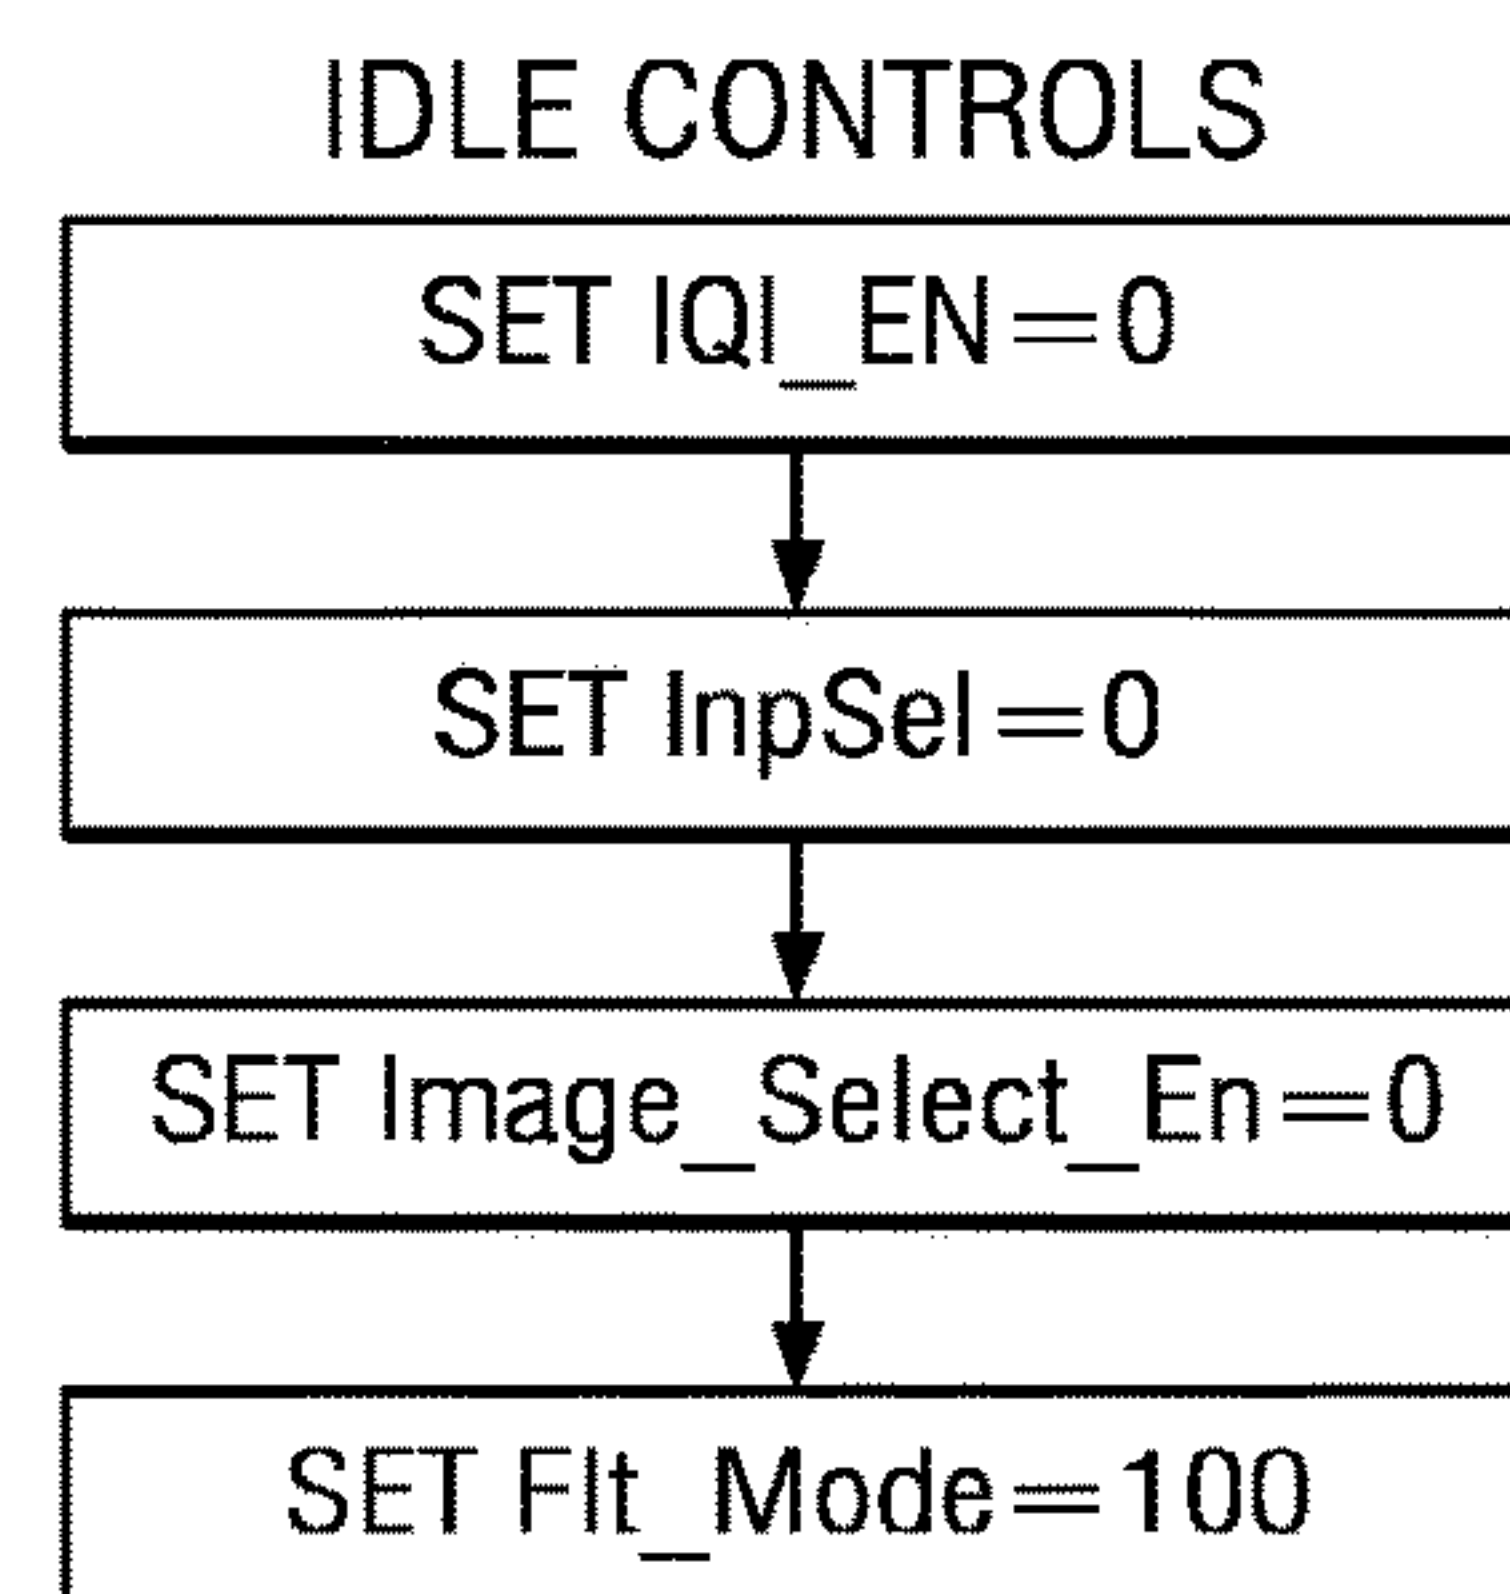 IDLE CONTROLS
SET IQI_EN=0
SET InpSel=0
SET Image_Select_En=0
SET Flt_Mode=100